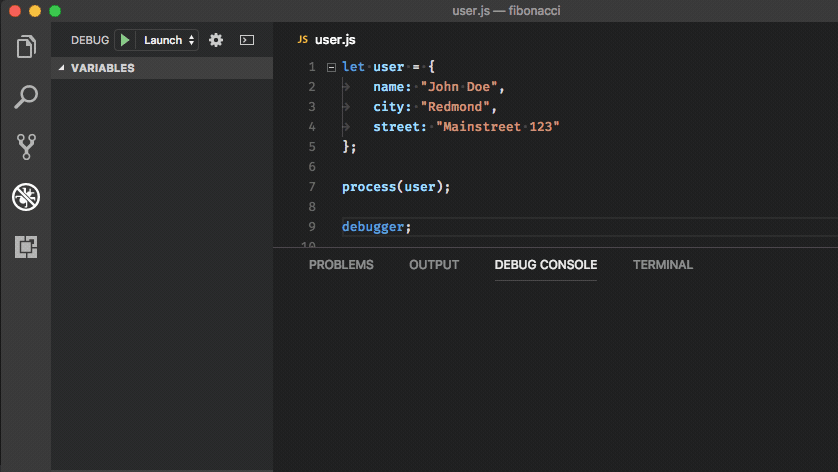 user.js — fibonacci
DEBUG Launch
VARIABLES
JS user.js
1 let user = {
2 name: "John Doe",
3 city: "Redmond",
4 street: "Mainstreet 123"
5 };
6
7 process(user);
8
9 debugger;
10
PROBLEMS OUTPUT DEBUG CONSOLE TERMINAL